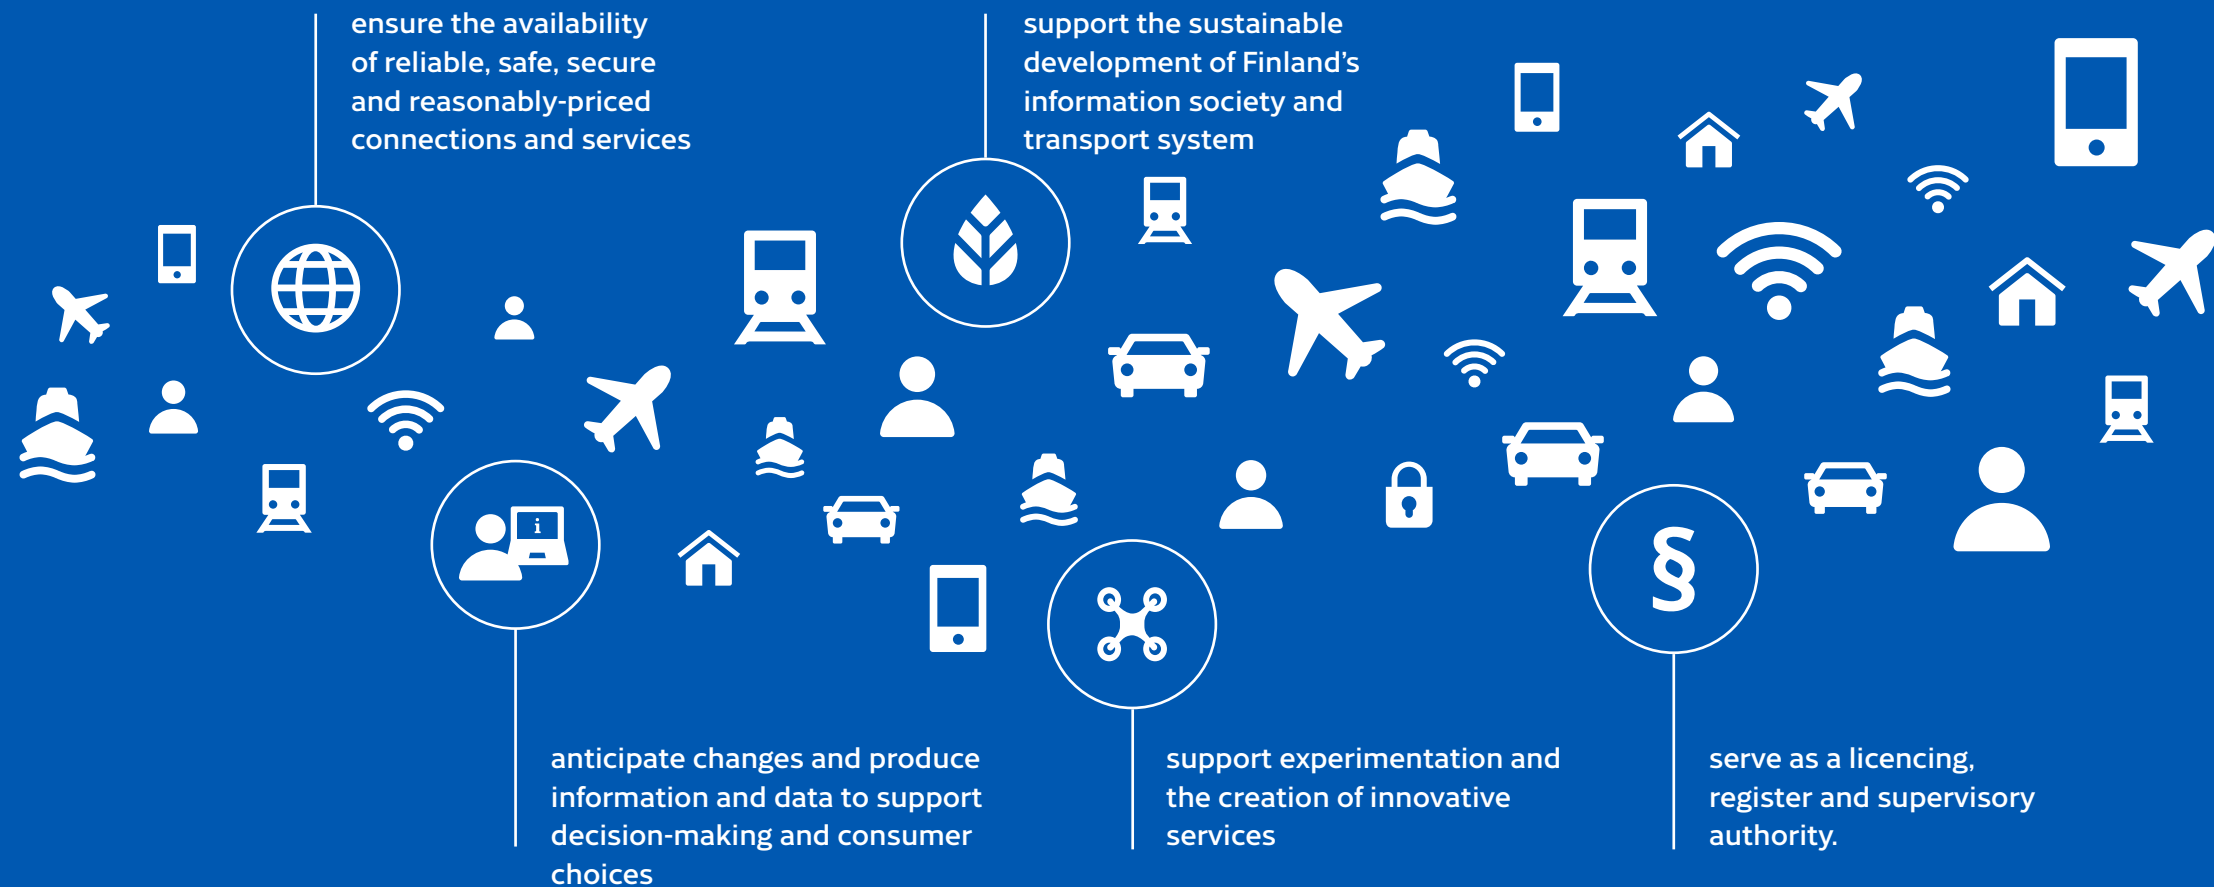 ensure the availability
of reliable, safe, secure
and reasonably-priced
connections and services
support the sustainable
development of Finland's
information society and
transport system
i
§
anticipate changes and produce
information and data to support
decision-making and consumer
choices
support experimentation and
the creation of innovative
services
serve as a licencing,
register and supervisory
authority.